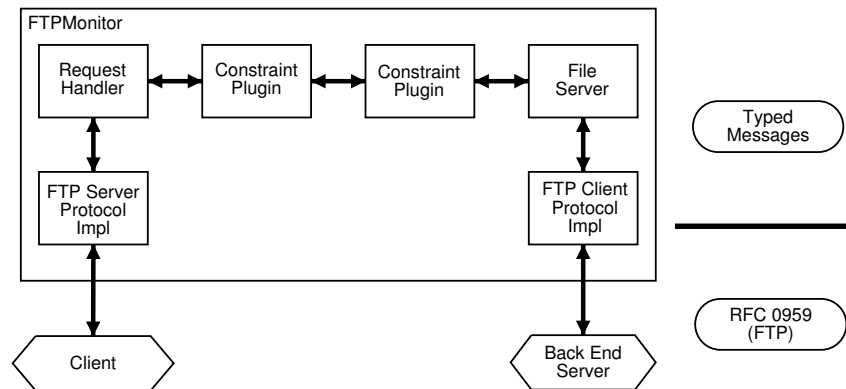 FTPMonitor
Request
Handler
Constraint
Plugin
Constraint
Plugin
File
Server
Typed
Messages
FTP Server
Protocol
Impl
FTP Client
Protocol
Impl
RFC 0959
(FTP)
Client
Back End
Server